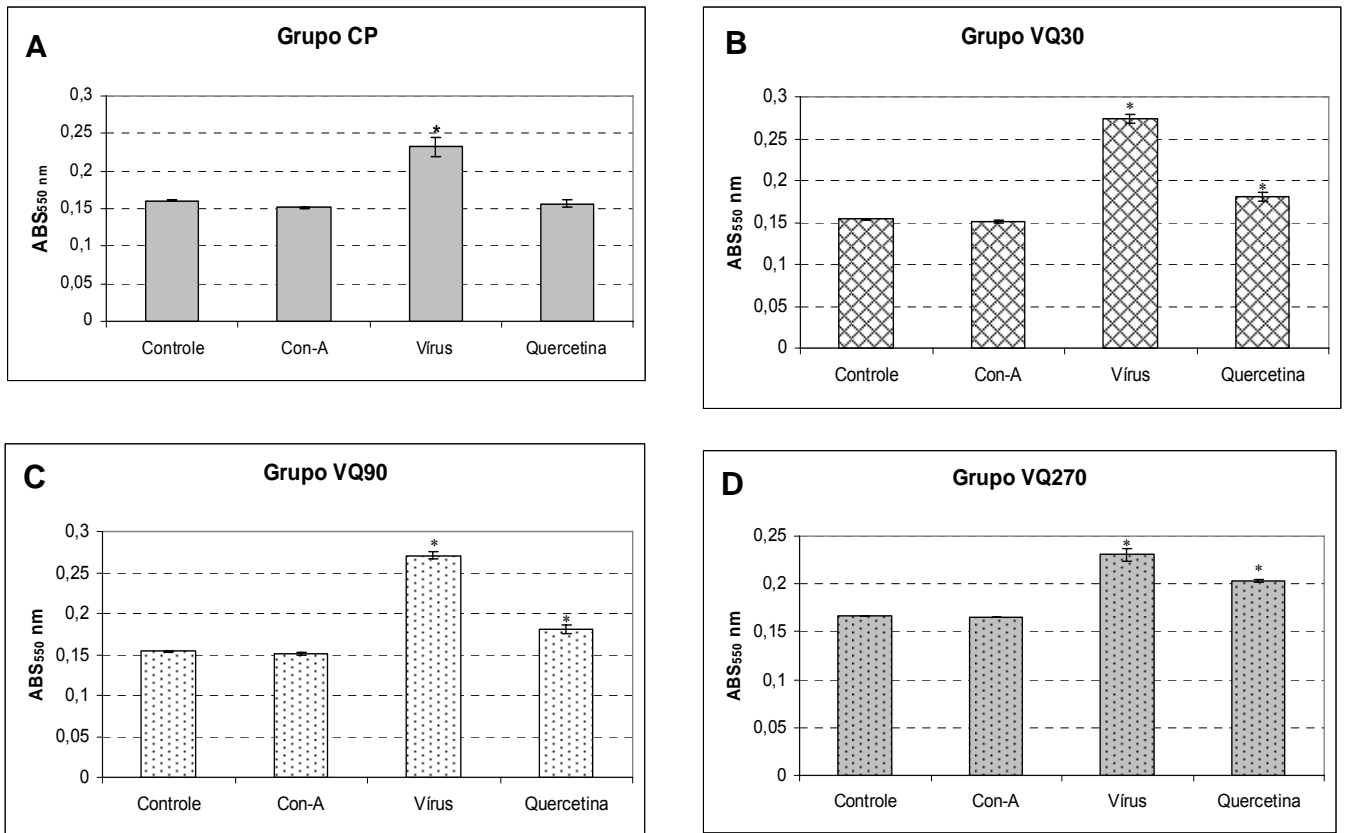 A
Grupo CP
ABS550 nm
0,3
0,25
0,2
0,15
0,1
0,05
0
*
Controle
Con-A
Vírus
Quercetina
B
Grupo VQ30
ABS550 nm
0,3
0,25
0,2
0,15
0,1
0,05
0
*
*
Controle
Con-A
Vírus
Quercetina
C
Grupo VQ90
ABS550 nm
0,3
0,25
0,2
0,15
0,1
0,05
0
*
*
Controle
Con-A
Vírus
Quercetina
D
Grupo VQ270
ABS550 nm
0,25
0,2
0,15
0,1
0,05
0
*
*
Controle
Con-A
Vírus
Quercetina